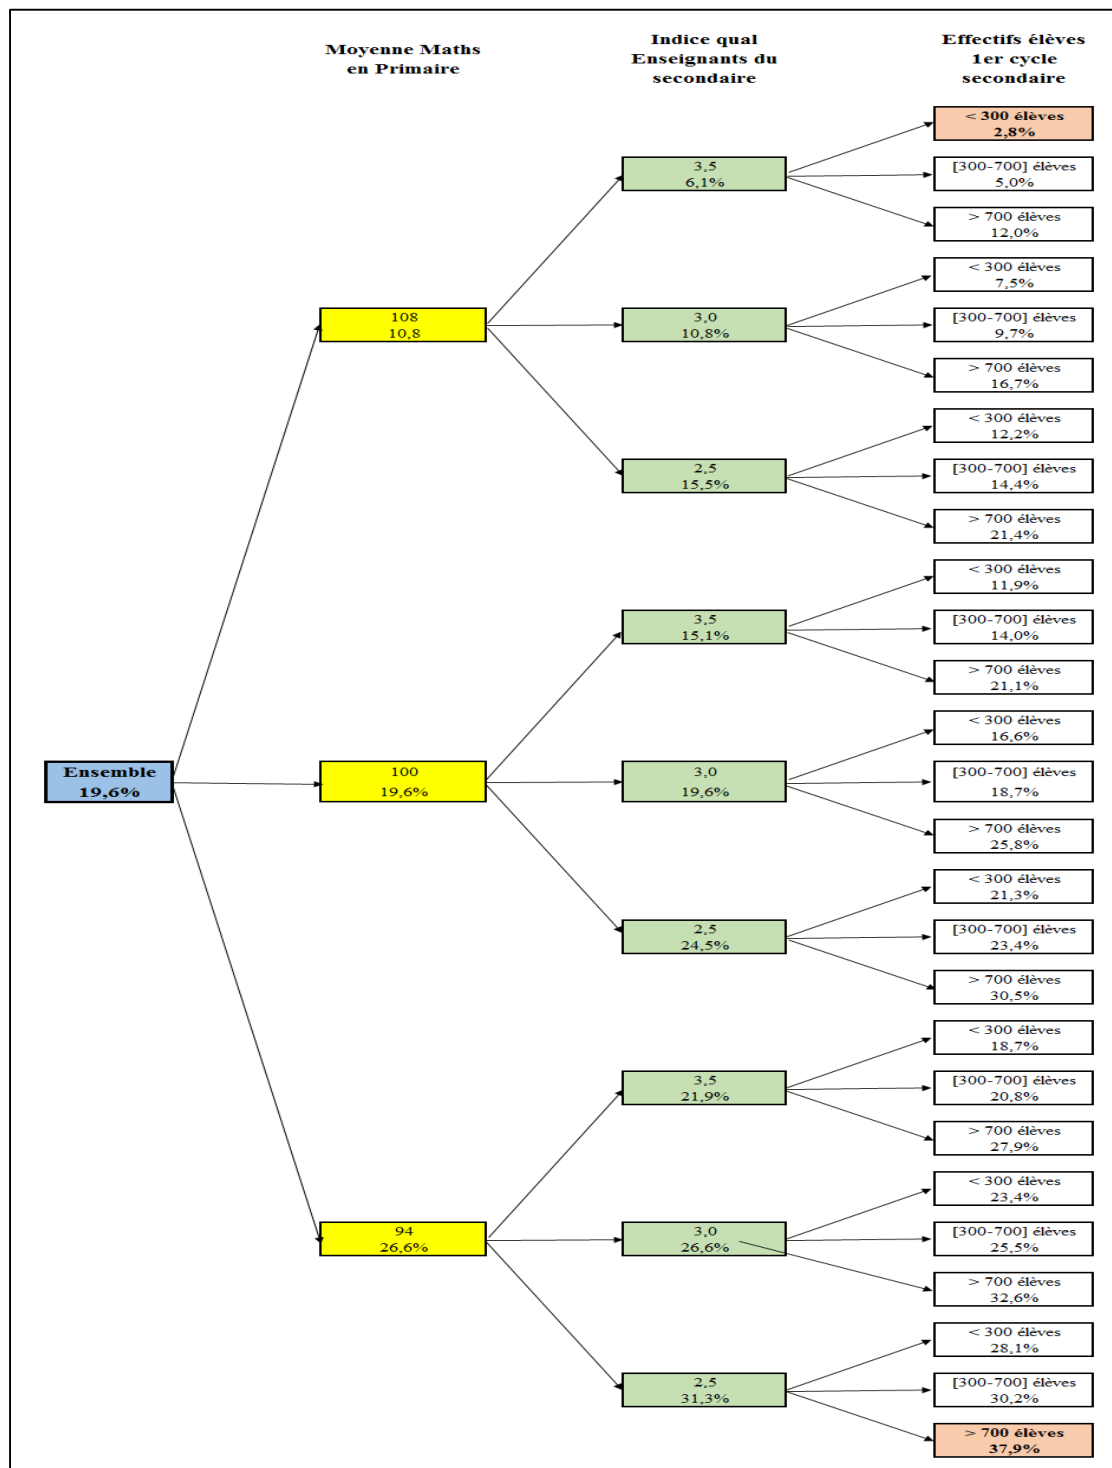 Moyenne Maths
en Primaire
Indice qual
Enseignants du
secondaire
Effectifs élèves
1er cycle
secondaire
< 300 élèves
2,8%
3,5
6,1%
[300-700] élèves
5,0%
> 700 élèves
12,0%
< 300 élèves
7,5%
108
10,8
3,0
10,8%
[300-700] élèves
9,7%
> 700 élèves
16,7%
< 300 élèves
12,2%
2,5
15,5%
[300-700] élèves
14,4%
> 700 élèves
21,4%
< 300 élèves
11,9%
3,5
15,1%
[300-700] élèves
14,0%
> 700 élèves
21,1%
< 300 élèves
16,6%
Ensemble
19,6%
100
19,6%
3,0
19,6%
[300-700] élèves
18,7%
> 700 élèves
25,8%
< 300 élèves
21,3%
2,5
24,5%
[300-700] élèves
23,4%
> 700 élèves
30,5%
< 300 élèves
18,7%
3,5
21,9%
[300-700] élèves
20,8%
> 700 élèves
27,9%
< 300 élèves
23,4%
94
26,6%
3,0
26,6%
[300-700] élèves
25,5%
> 700 élèves
32,6%
< 300 élèves
28,1%
2,5
31,3%
[300-700] élèves
30,2%
> 700 élèves
37,9%